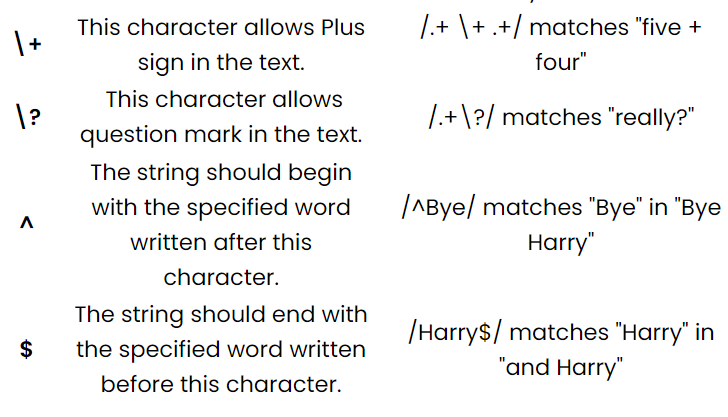 \+
This character allows Plus
sign in the text.
/.+ \+ .+/ matches "five +
four"
\?
This character allows
question mark in the text.
/.+\?/ matches "really?"
^
The string should begin
with the specified word
written after this
character.
/^Bye/ matches "Bye" in "Bye
Harry"
$
The string should end with
the specified word written
before this character.
/Harry$/ matches "Harry" in
"and Harry"